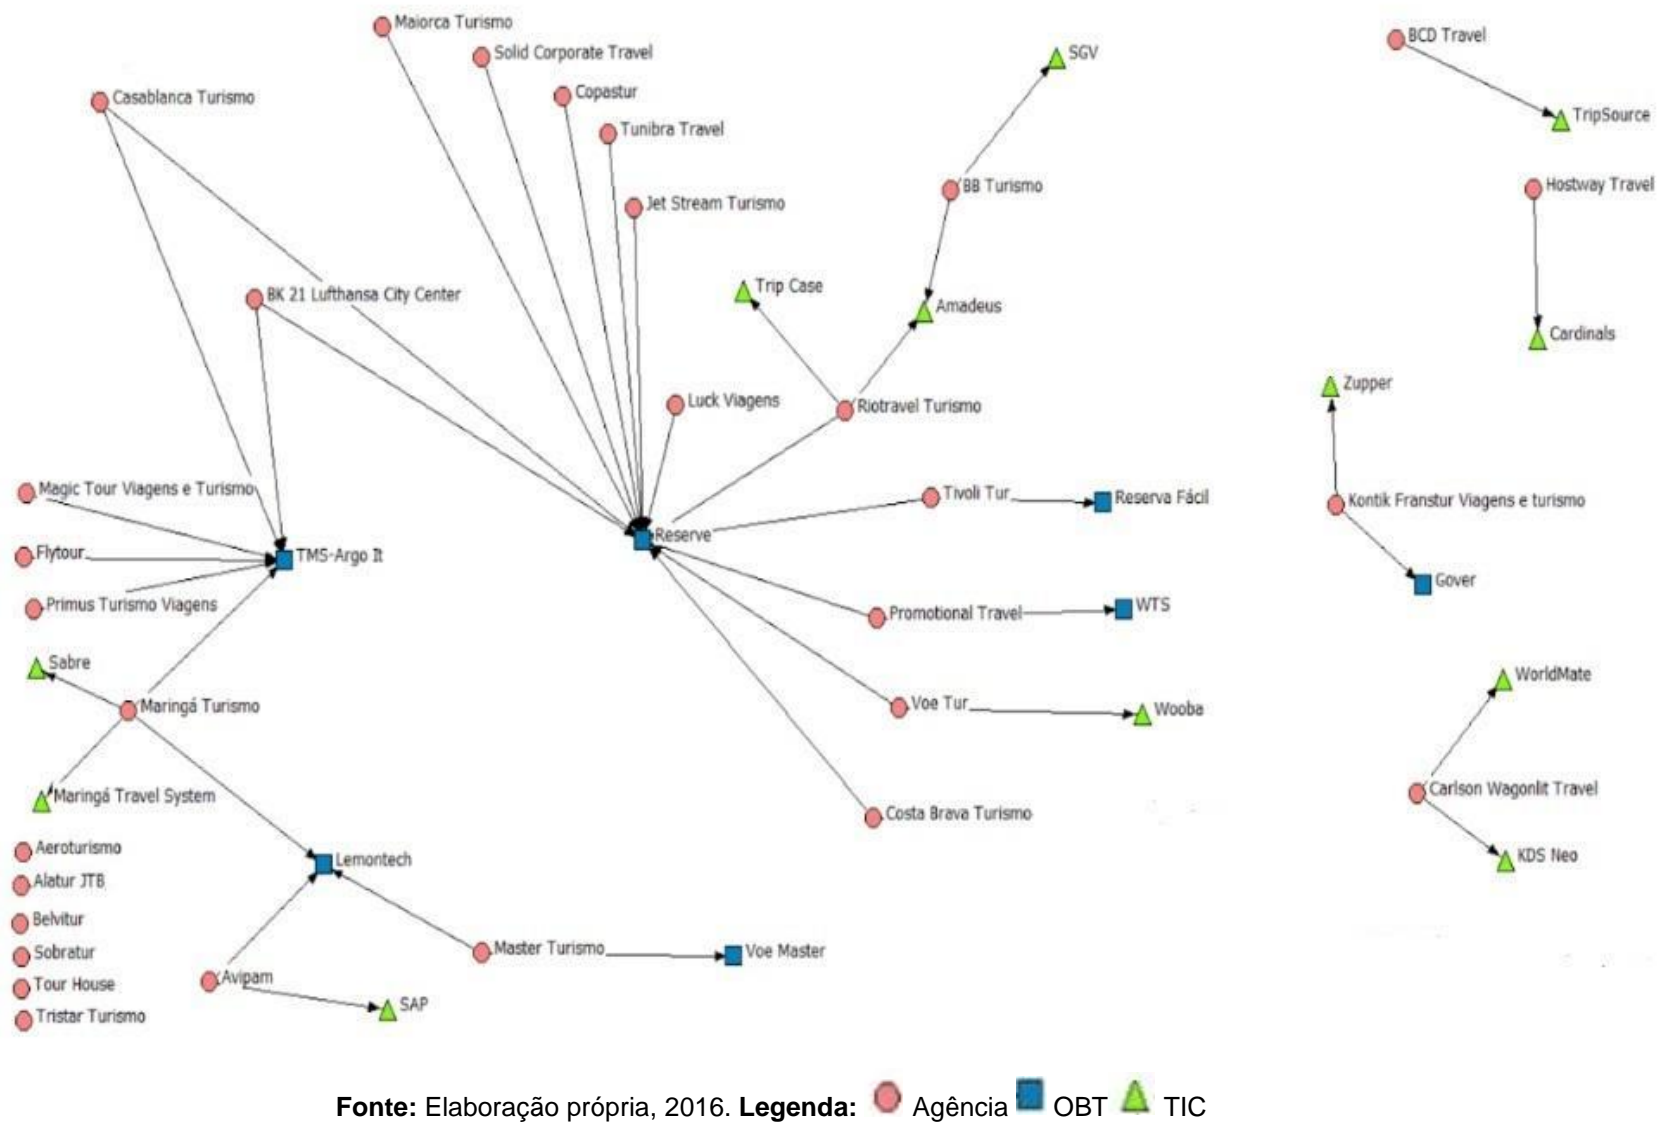 Maiorca Turismo
Solid Corporate Travel
Casablanca Turismo
Copastur
Tunibra Travel
Jet Stream Turismo
SGV
BCD Travel
TripSource
BB Turismo
Hostway Travel
BK 21 Lufthansa City Center
Trip Case
Amadeus
Cardinals
Zupper
Luck Viagens
Riotravel Turismo
Magic Tour Viagens e Turismo
Tivoli Tur
Reserva Fácil
Kontik Franstur Viagens e turismo
Flytour
TMS-Argo It
Reserve
Gover
Primus Turismo Viagens
Promotional Travel
WTS
Sabre
Maringá Turismo
Voe Tur
Wooba
WorldMate
Maringá Travel System
Costa Brava Turismo
Carlson Wagonlit Travel
Aeroturismo
Lemontech
KDS Neo
Alatur JTB
Belvitur
Sobratur
Master Turismo
Voe Master
Tour House
Avipam
SAP
Tristar Turismo
Fonte: Elaboração própria, 2016. Legenda: Agência OBT TIC